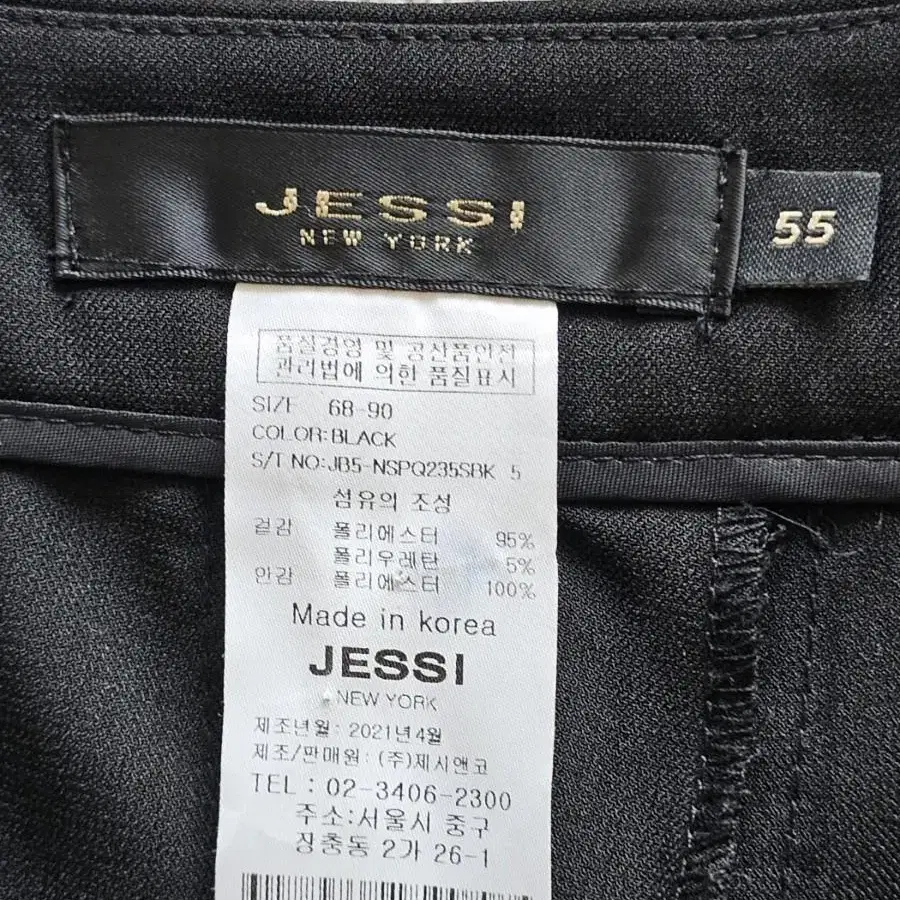 JESSI
NEW YORK
55
품질경영 및 공산품안전
관리법에 의한 품질표시
SIZE 68-90
COLOR:BLACK
S/T NO:JB5-NSPQ235SBK 5
섬유의 조성
겉감 폴리에스터 95%
폴리우레탄 5%
안감 폴리에스터 100%
Made in korea
JESSI
NEW YORK
제조년월: 2021년4월
제조/판매원: (주)제시앤코
TEL : 02-3406-2300
주소:서울시 중구
장충동 2가 26-1